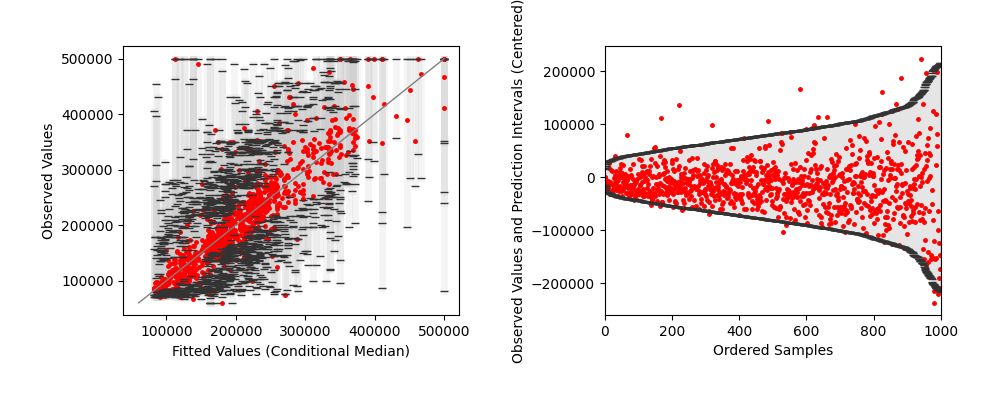 500000
400000
300000
200000
100000
Observed Values
100000 200000 300000 400000 500000
Fitted Values (Conditional Median)
200000
100000
0
−100000
−200000
Observed Values and Prediction Intervals (Centered)
0 200 400 600 800 1000
Ordered Samples